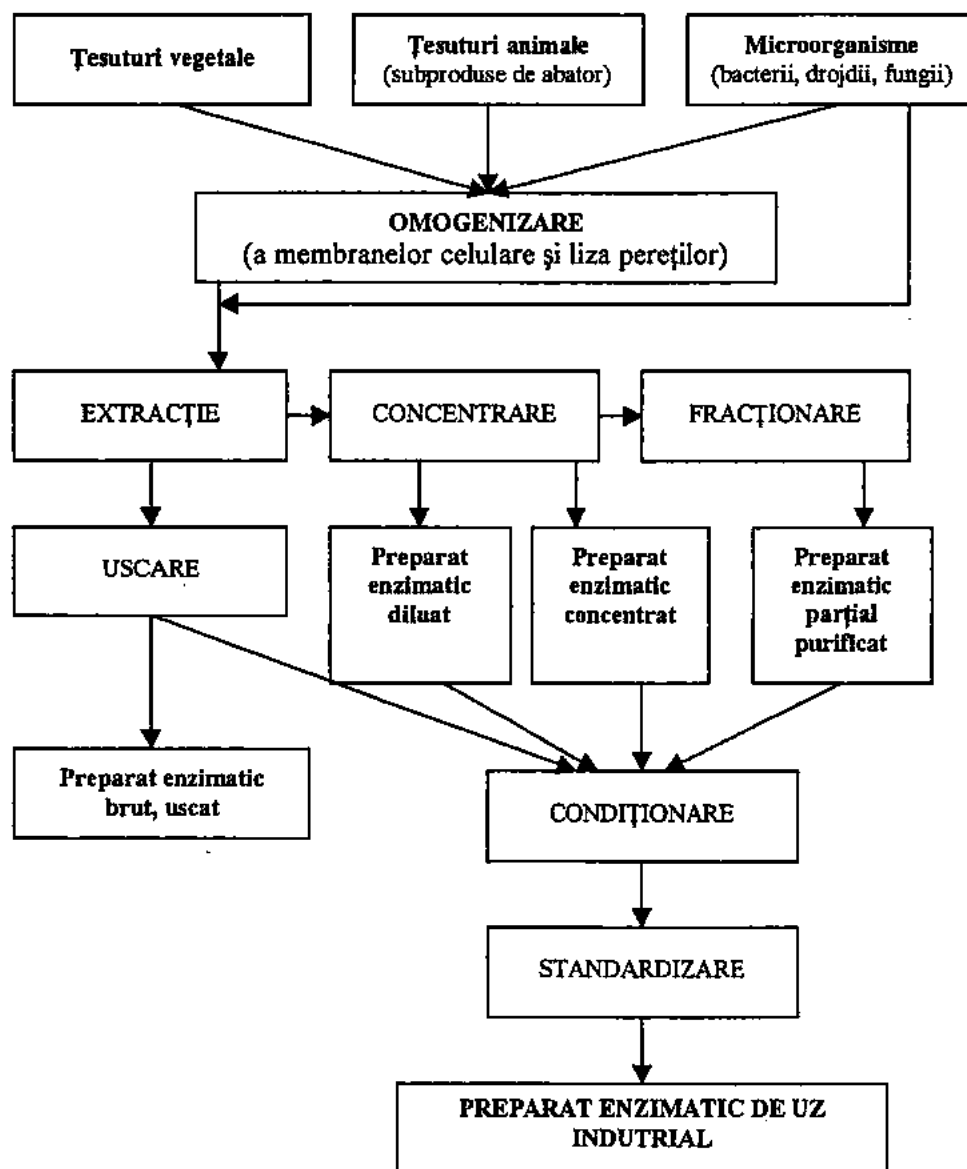 Țesuturi vegetale
Țesuturi animale
(subproduse de abator)
Microorganisme
(bacterii, drojdii, fungii)
OMOGENIZARE
(a membranelor celulare și liza pereților)
EXTRACȚIE
CONCENTRARE
FRACȚIONARE
USCARE
Preparat
enzimatic
diluat
Preparat
enzimatic
concentrat
Preparat
enzimatic
parțial
purificat
Preparat enzimatic
brut, uscat
CONDIȚIONARE
STANDARDIZARE
PREPARAT ENZIMATIC DE UZ
INDUTRIAL